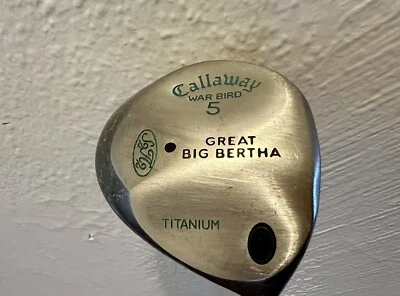 Callaway
WAR BIRD
5
GREAT
BIG BERTHA
TITANIUM